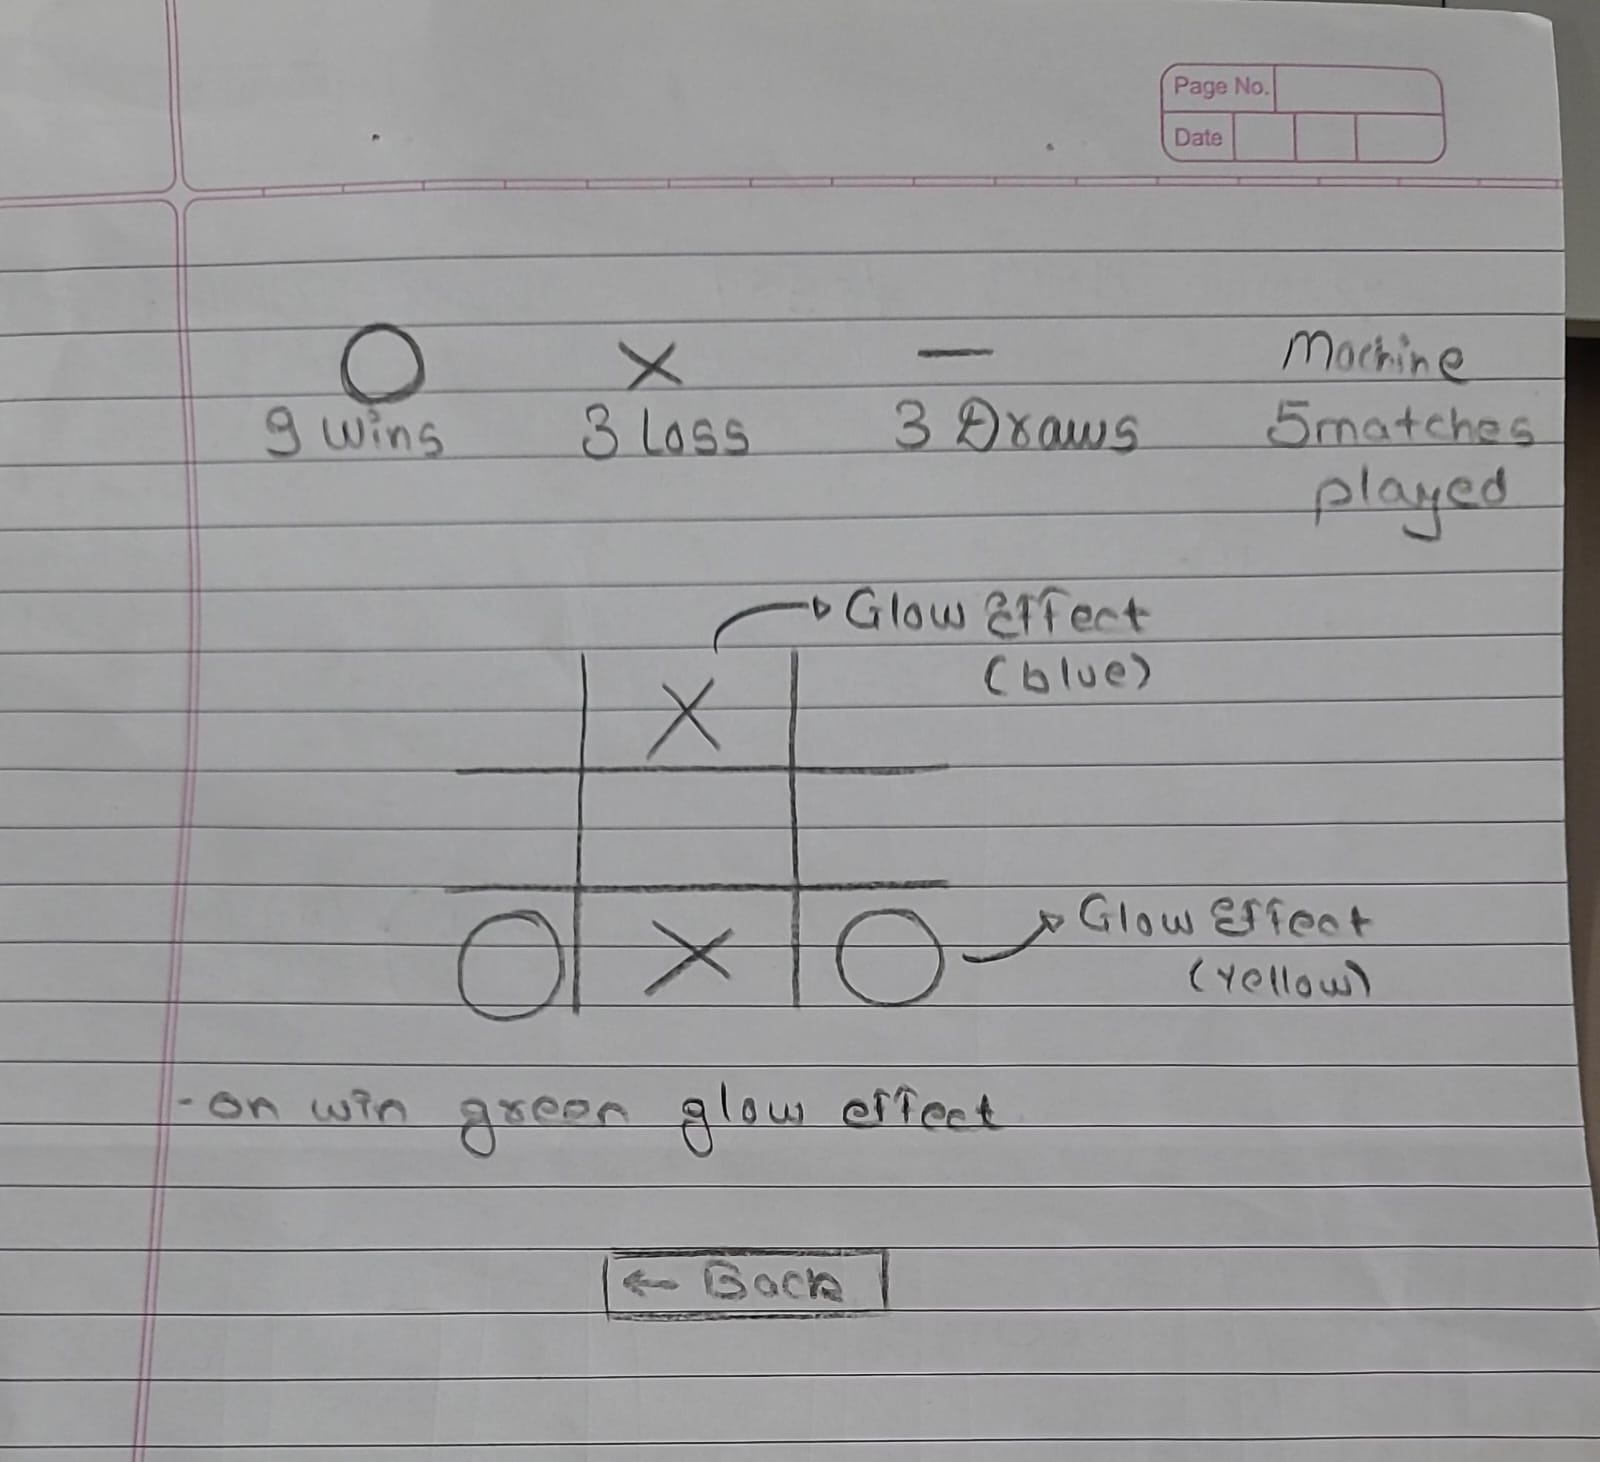 Page No.
Date
O X — Machine
9 wins 3 Loss 3 Draws 5matches
played
Glow Effect
(blue)
X
O X O Glow Effect
(yellow)
- on win green glow effect
← Back